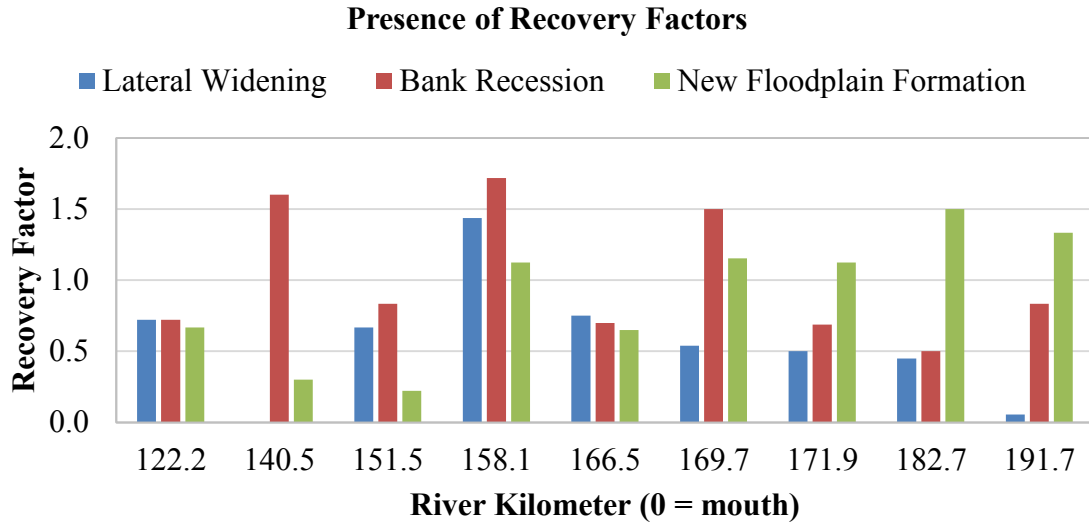 Presence of Recovery Factors
Lateral Widening Bank Recession New Floodplain Formation
2.0
1.5
1.0
0.5
0.0
Recovery Factor
122.2 140.5 151.5 158.1 166.5 169.7 171.9 182.7 191.7
River Kilometer (0 = mouth)